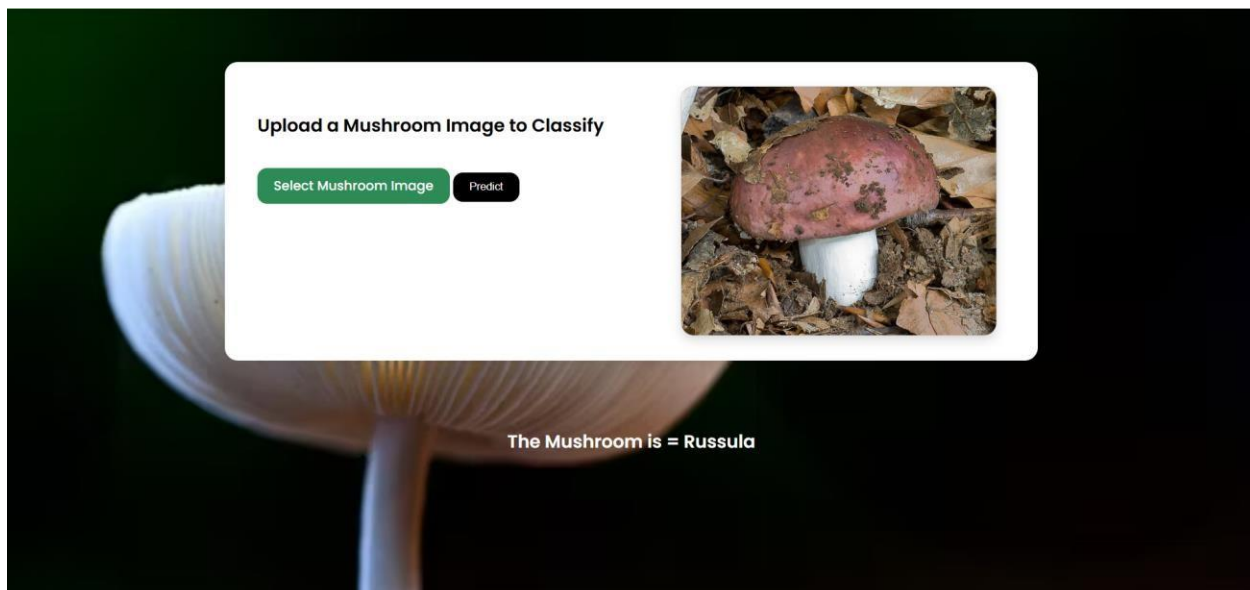 Upload a Mushroom Image to Classify
Select Mushroom Image
Predict
The Mushroom is = Russula